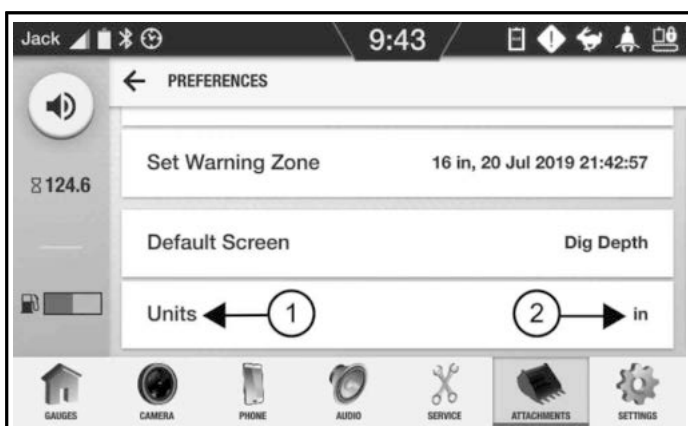 Jack 9:43
← PREFERENCES
Set Warning Zone 16 in, 20 Jul 2019 21:42:57
124.6
Default Screen Dig Depth
Units 1 2 in
GAUGES CAMERA PHONE AUDIO SERVICE ATTACHMENTS SETTINGS